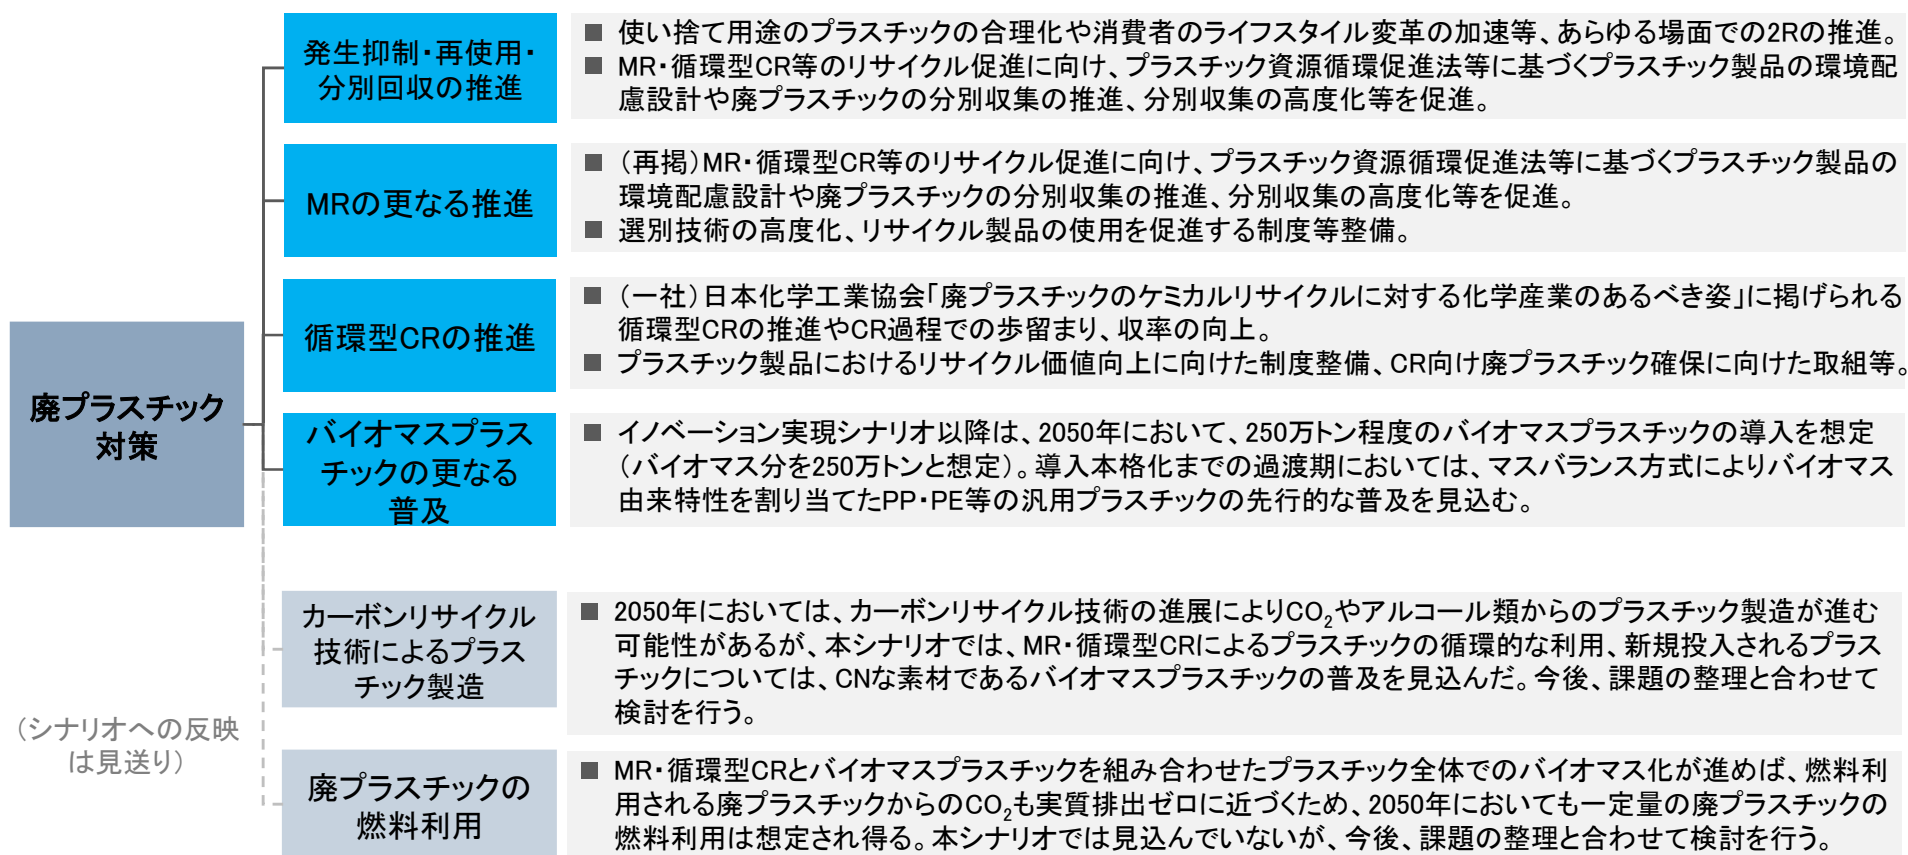 廃プラスチック
対策
(シナリオへの反映
は見送り)
発生抑制・再使用・
分別回収の推進
■ 使い捨て用途のプラスチックの合理化や消費者のライフスタイル変革の加速等、あらゆる場面での2Rの推進。
■ MR・循環型CR等のリサイクル促進に向け、プラスチック資源循環促進法等に基づくプラスチック製品の環境配
慮設計や廃プラスチックの分別収集の推進、分別収集の高度化等を促進。
MRの更なる推進
■ (再掲)MR・循環型CR等のリサイクル促進に向け、プラスチック資源循環促進法等に基づくプラスチック製品の
環境配慮設計や廃プラスチックの分別収集の推進、分別収集の高度化等を促進。
■ 選別技術の高度化、リサイクル製品の使用を促進する制度等整備。
循環型CRの推進
■ (一社)日本化学工業協会「廃プラスチックのケミカルリサイクルに対する化学産業のあるべき姿」に掲げられる
循環型CRの推進やCR過程での歩留まり、収率の向上。
■ プラスチック製品におけるリサイクル価値向上に向けた制度整備、CR向け廃プラスチック確保に向けた取組等。
バイオマスプラス
チックの更なる
普及
■ イノベーション実現シナリオ以降は、2050年において、250万トン程度のバイオマスプラスチックの導入を想定
(バイオマス分を250万トンと想定)。導入本格化までの過渡期においては、マスバランス方式によりバイオマス
由来特性を割り当てたPP・PE等の汎用プラスチックの先行的な普及を見込む。
カーボンリサイクル
技術によるプラス
チック製造
■ 2050年においては、カーボンリサイクル技術の進展によりCO2やアルコール類からのプラスチック製造が進む
可能性があるが、本シナリオでは、MR・循環型CRによるプラスチックの循環的な利用、新規投入されるプラス
チックについては、CNな素材であるバイオマスプラスチックの普及を見込んだ。今後、課題の整理と合わせて
検討を行う。
廃プラスチックの
燃料利用
■ MR・循環型CRとバイオマスプラスチックを組み合わせたプラスチック全体でのバイオマス化が進めば、燃料利
用される廃プラスチックからのCO2も実質排出ゼロに近づくため、2050年においても一定量の廃プラスチックの
燃料利用は想定され得る。本シナリオでは見込んでいないが、今後、課題の整理と合わせて検討を行う。